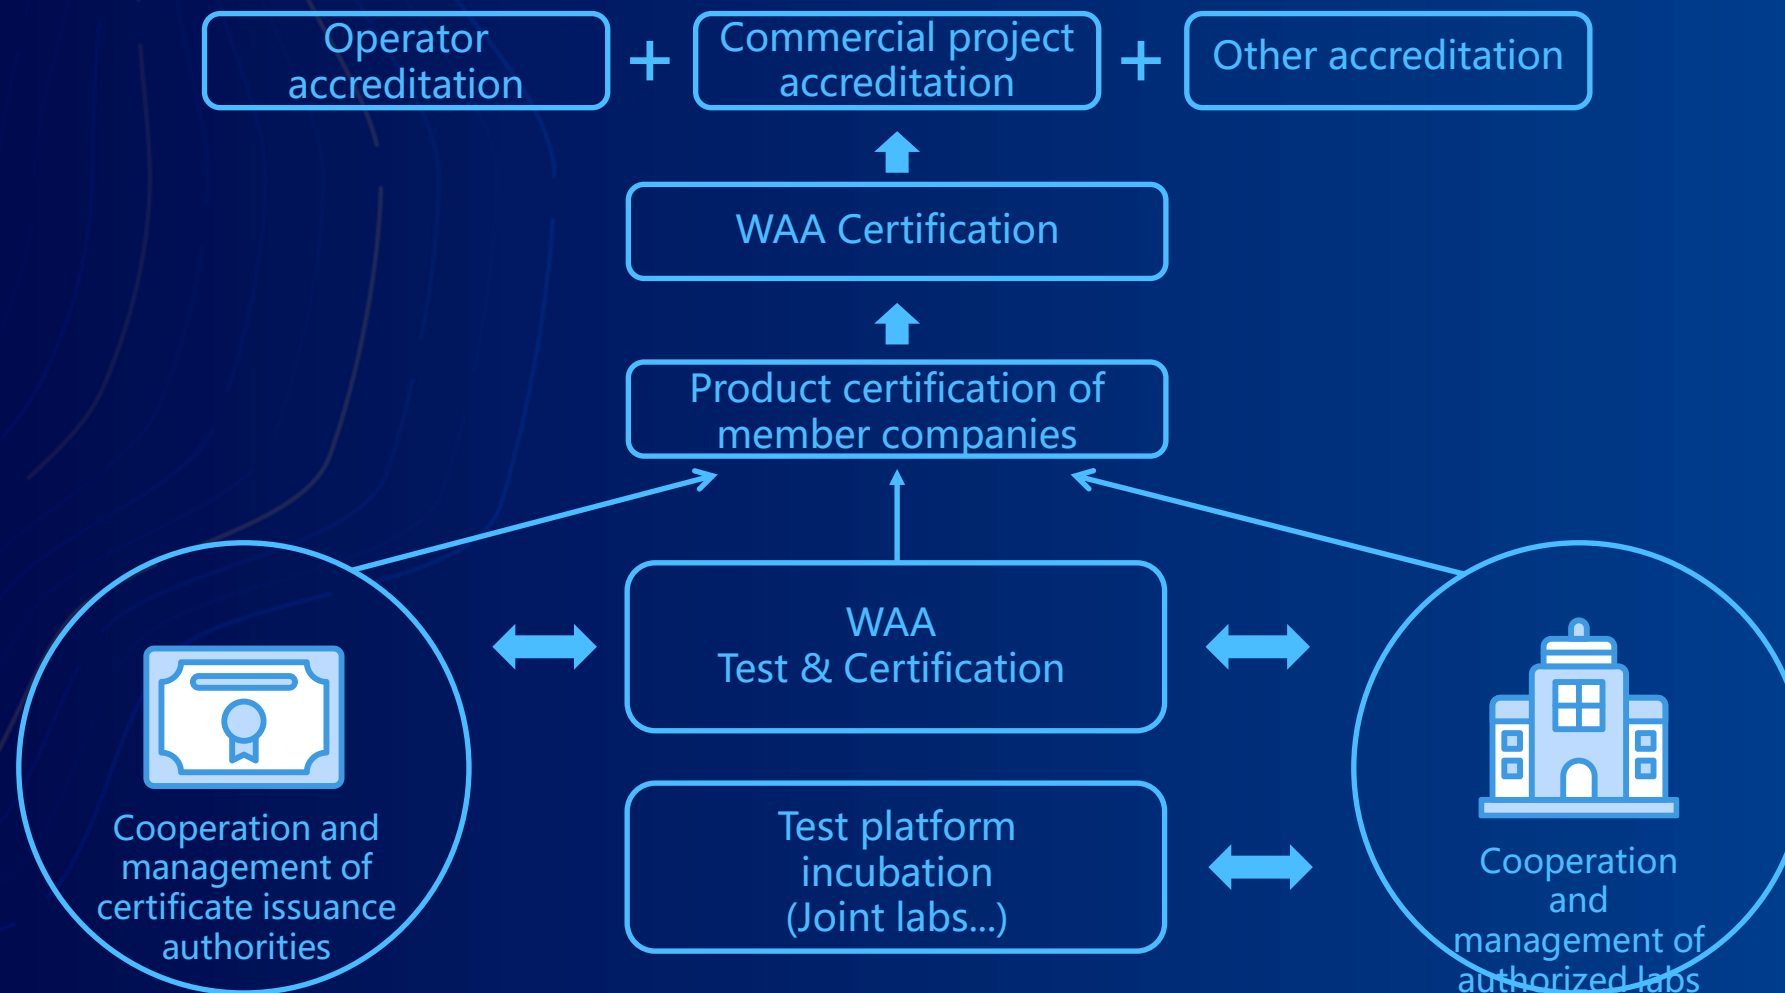 Operator
accreditation
+
Commercial project
accreditation
+
Other accreditation
WAA Certification
Product certification of
member companies
WAA
Test & Certification
Test platform
incubation
(Joint labs...)
Cooperation and
management of
certificate issuance
authorities
Cooperation
and
management of
authorized labs